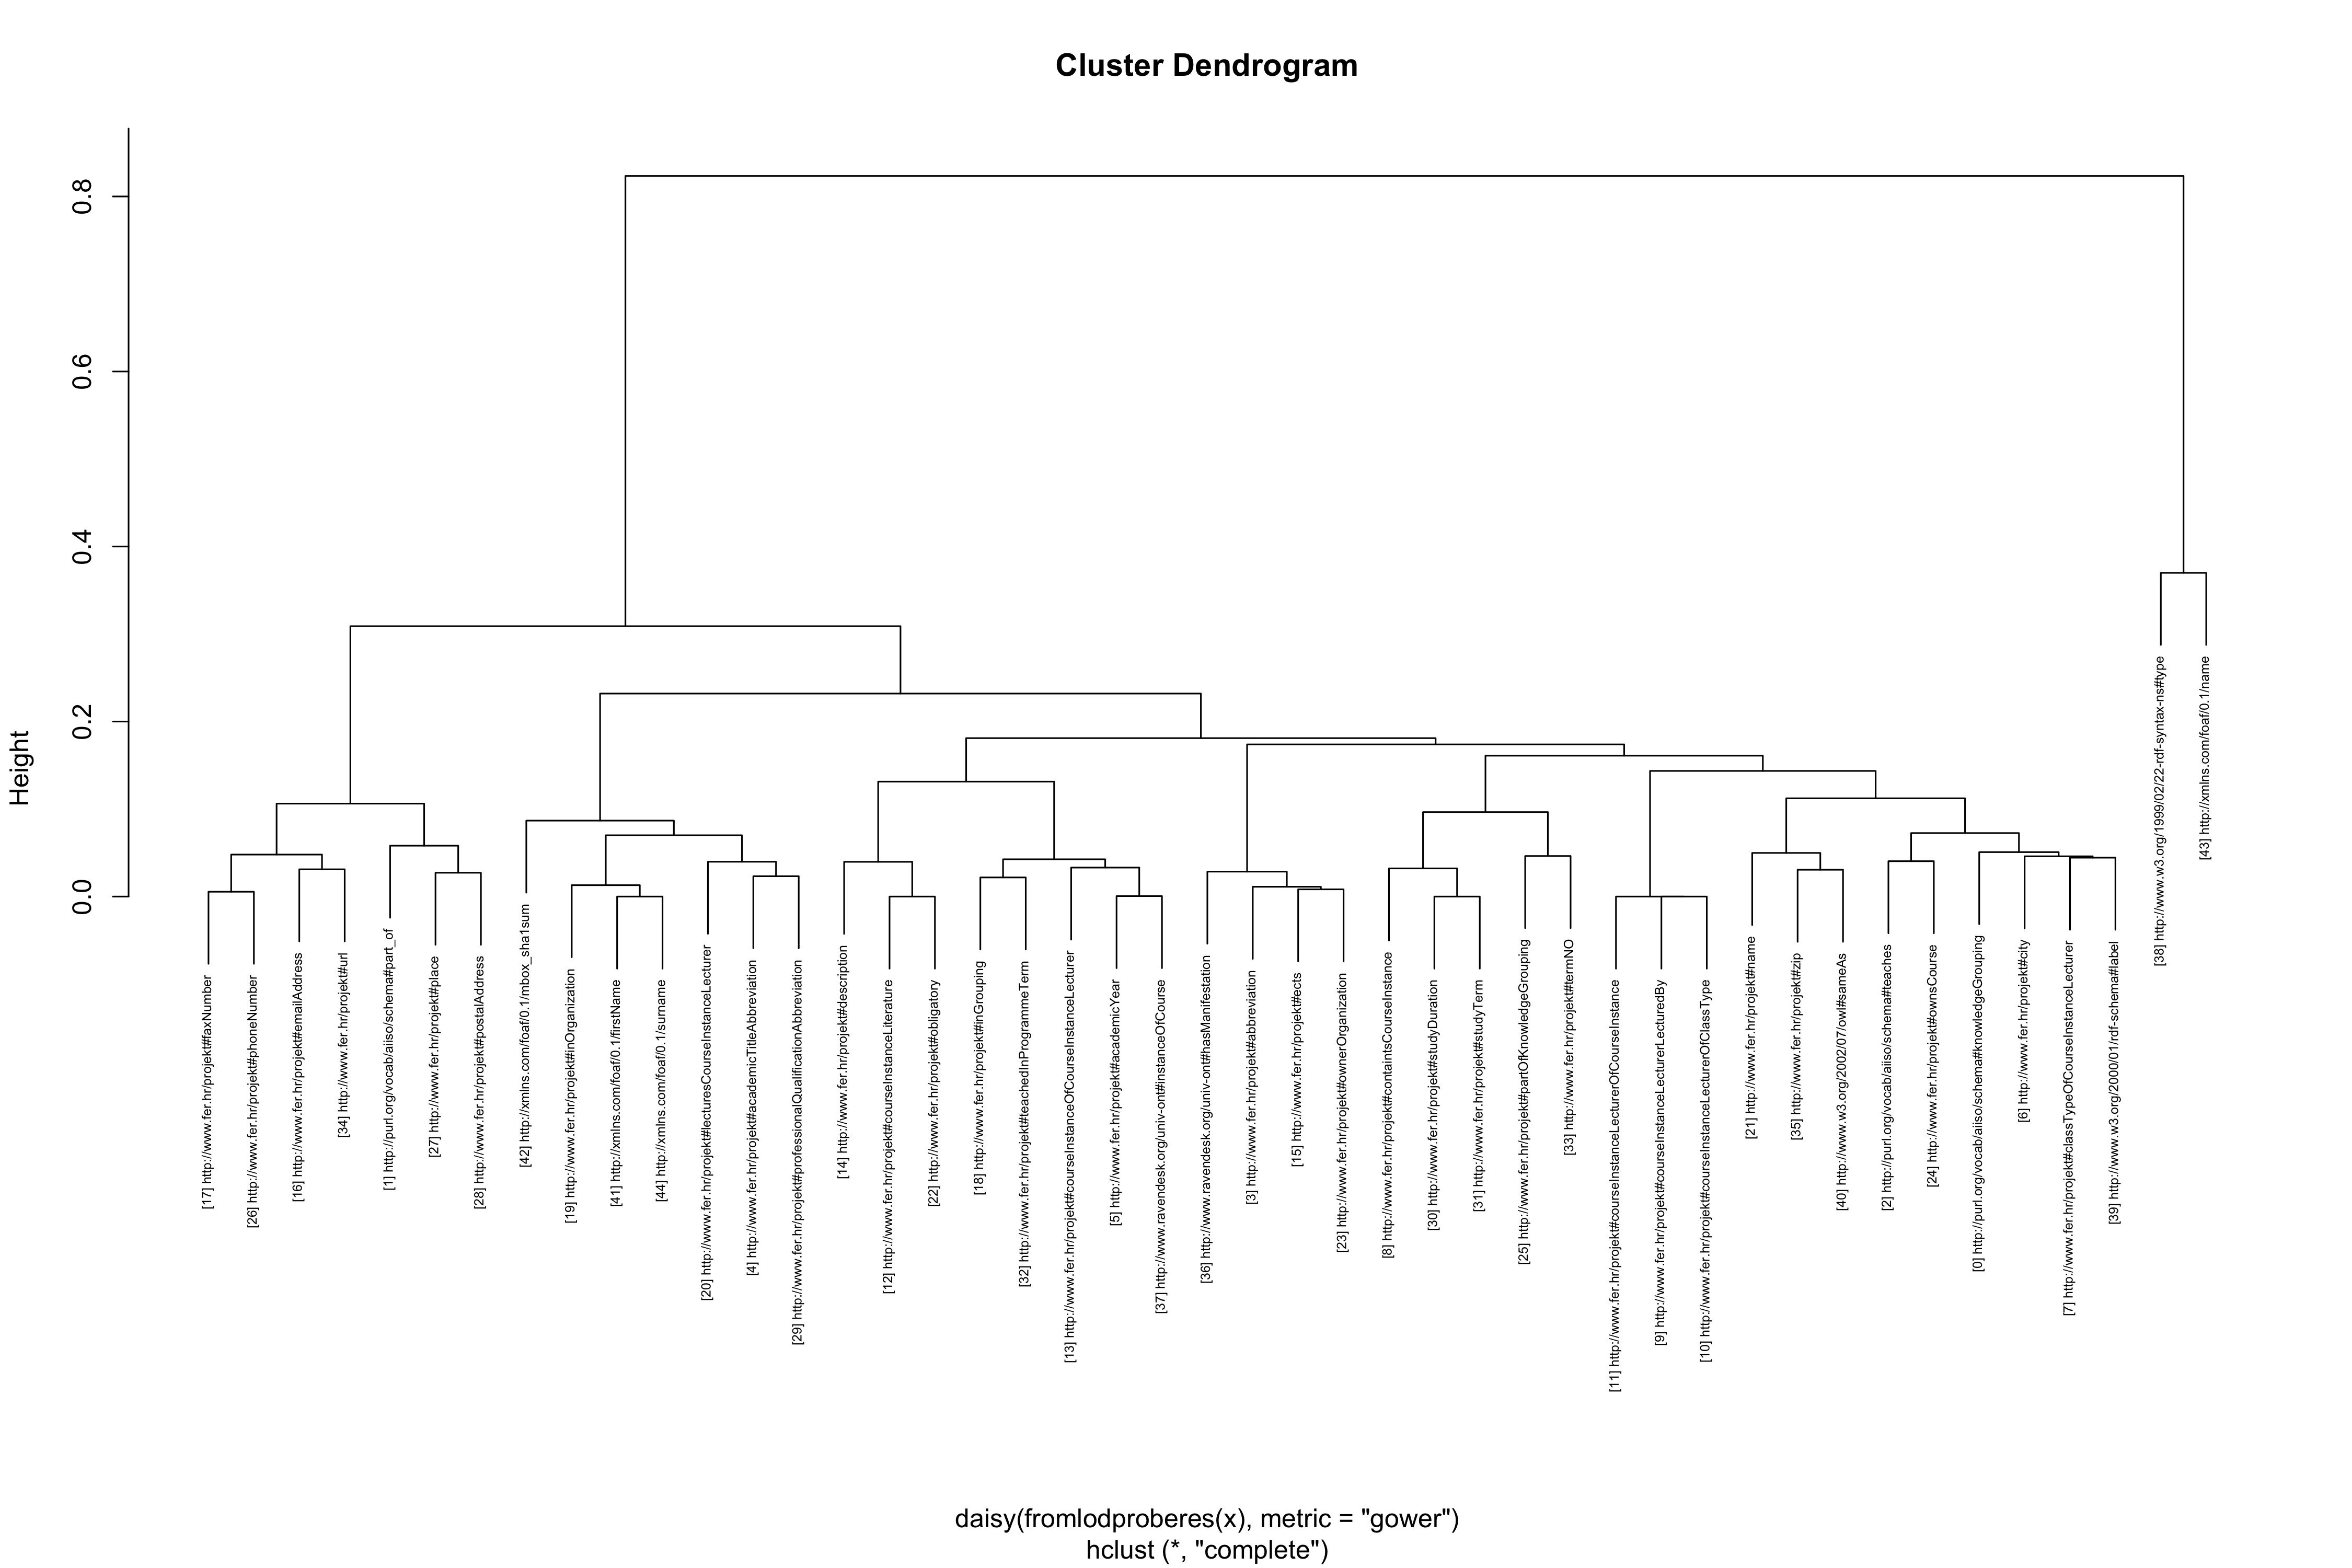 Cluster Dendrogram
Height
0.0
0.2
0.4
0.6
0.8
[17] http://www.fer.hr/projekt#faxNumber
[26] http://www.fer.hr/projekt#phoneNumber
[16] http://www.fer.hr/projekt#emailAddress
[34] http://www.fer.hr/projekt#url
[1] http://purl.org/vocab/aiiso/schema#part_of
[27] http://www.fer.hr/projekt#place
[28] http://www.fer.hr/projekt#postalAddress
[42] http://xmlns.com/foaf/0.1/mbox_sha1sum
[19] http://www.fer.hr/projekt#inOrganization
[41] http://xmlns.com/foaf/0.1/firstName
[44] http://xmlns.com/foaf/0.1/surname
[20] http://www.fer.hr/projekt#lecturesCourseInstanceLecturer
[4] http://www.fer.hr/projekt#academicTitleAbbreviation
[29] http://www.fer.hr/projekt#professionalQualificationAbbreviation
[14] http://www.fer.hr/projekt#description
[12] http://www.fer.hr/projekt#courseInstanceLiterature
[22] http://www.fer.hr/projekt#obligatory
[18] http://www.fer.hr/projekt#inGrouping
[32] http://www.fer.hr/projekt#teachedInProgrammeTerm
[13] http://www.fer.hr/projekt#courseInstanceOfCourseInstanceLecturer
[5] http://www.fer.hr/projekt#academicYear
[37] http://www.ravendesk.org/univ-ont#instanceOfCourse
[36] http://www.ravendesk.org/univ-ont#hasManifestation
[3] http://www.fer.hr/projekt#abbreviation
[15] http://www.fer.hr/projekt#ects
[23] http://www.fer.hr/projekt#ownerOrganization
[8] http://www.fer.hr/projekt#containtsCourseInstance
[30] http://www.fer.hr/projekt#studyDuration
[31] http://www.fer.hr/projekt#studyTerm
[25] http://www.fer.hr/projekt#partOfKnowledgeGrouping
[33] http://www.fer.hr/projekt#termNO
[11] http://www.fer.hr/projekt#courseInstanceLecturerOfCourseInstance
[9] http://www.fer.hr/projekt#courseInstanceLecturerLecturedBy
[10] http://www.fer.hr/projekt#courseInstanceLecturerOfClassType
[21] http://www.fer.hr/projekt#name
[35] http://www.fer.hr/projekt#zip
[40] http://www.w3.org/2002/07/owl#sameAs
[2] http://purl.org/vocab/aiiso/schema#teaches
[24] http://www.fer.hr/projekt#ownsCourse
[0] http://purl.org/vocab/aiiso/schema#knowledgeGrouping
[6] http://www.fer.hr/projekt#city
[7] http://www.fer.hr/projekt#classTypeOfCourseInstanceLecturer
[39] http://www.w3.org/2000/01/rdf-schema#label
[38] http://www.w3.org/1999/02/22-rdf-syntax-ns#type
[43] http://xmlns.com/foaf/0.1/name
daisy(fromlodproberes(x), metric = "gower")
hclust (*, "complete")